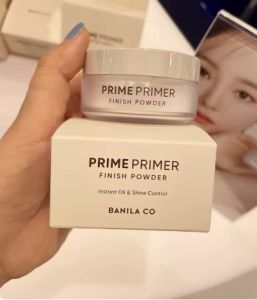 PRIME PRIMER
FINISH POWDER
PRIME PRIMER
FINISH POWDER
Instant Oil & Shine Control
BANILA CO